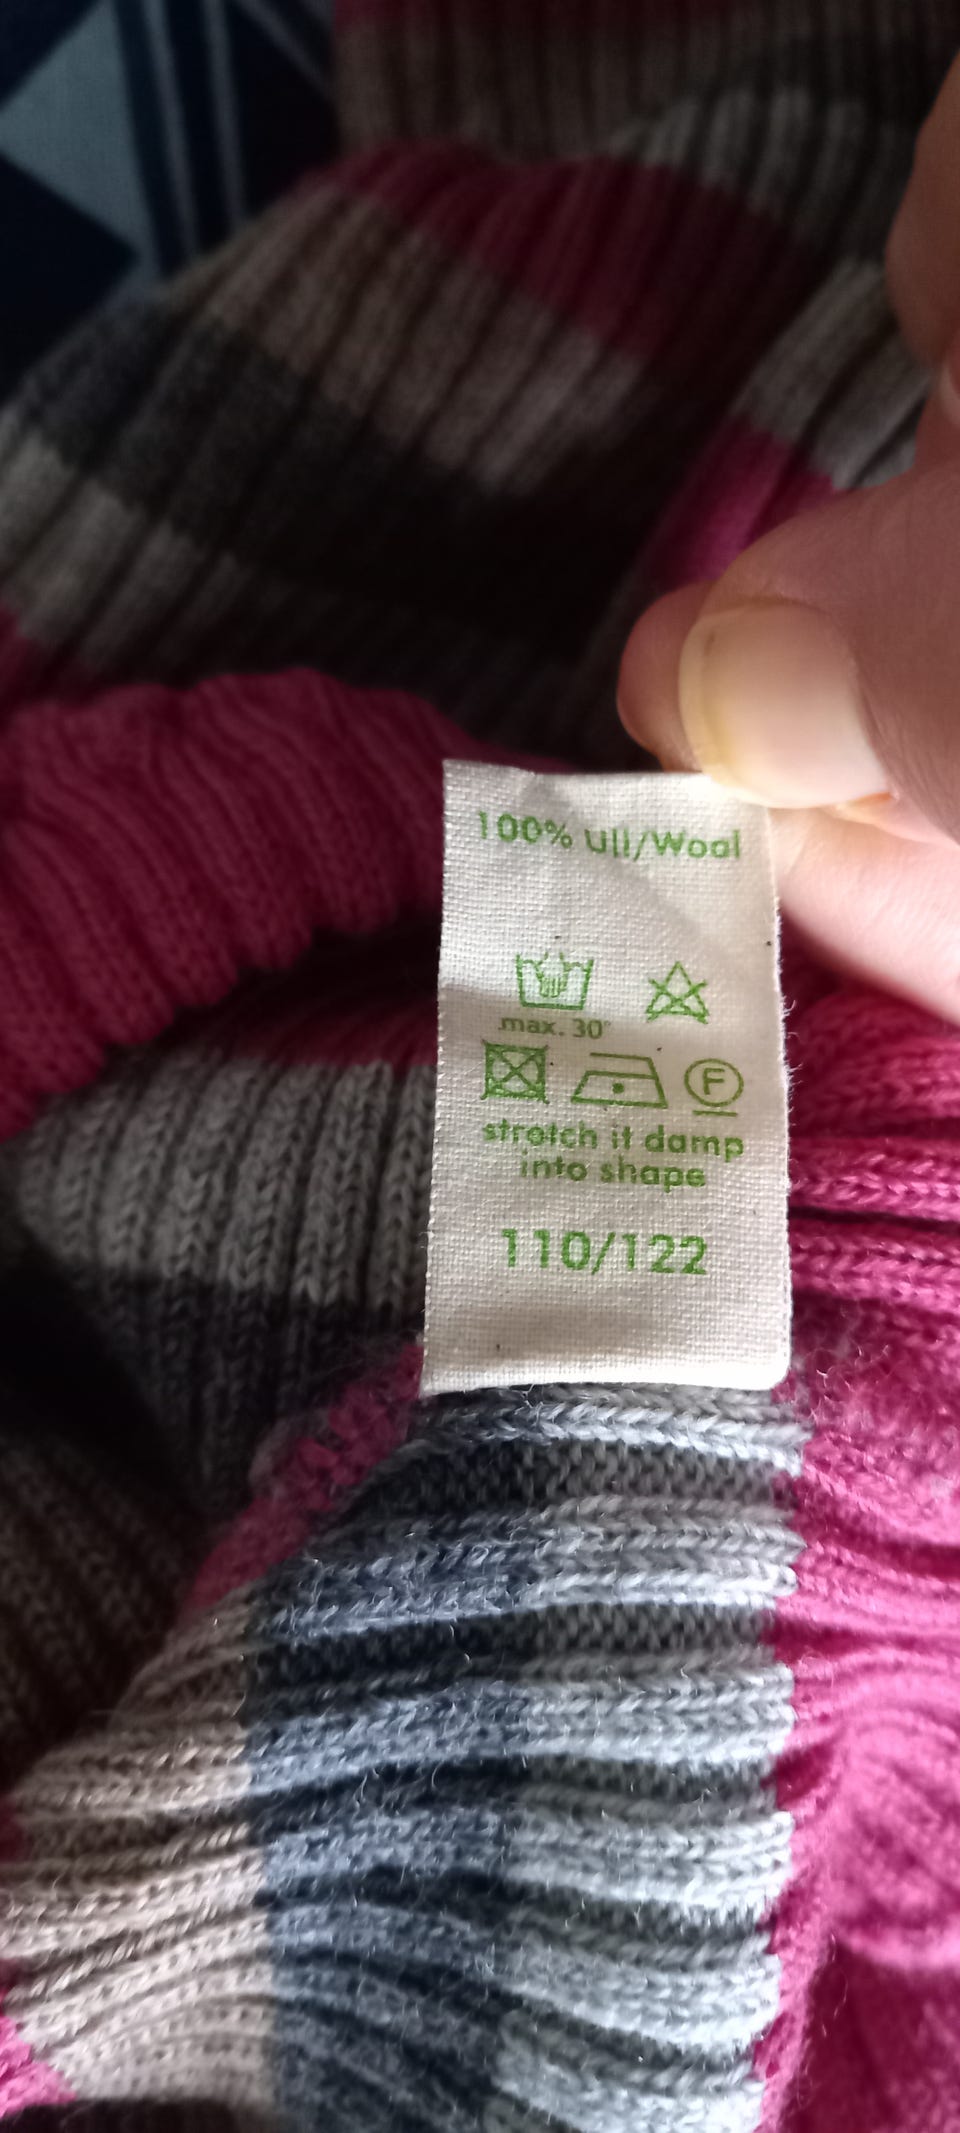 100% Ull/Wool
max. 30°
F
stretch it damp
into shape
110/122